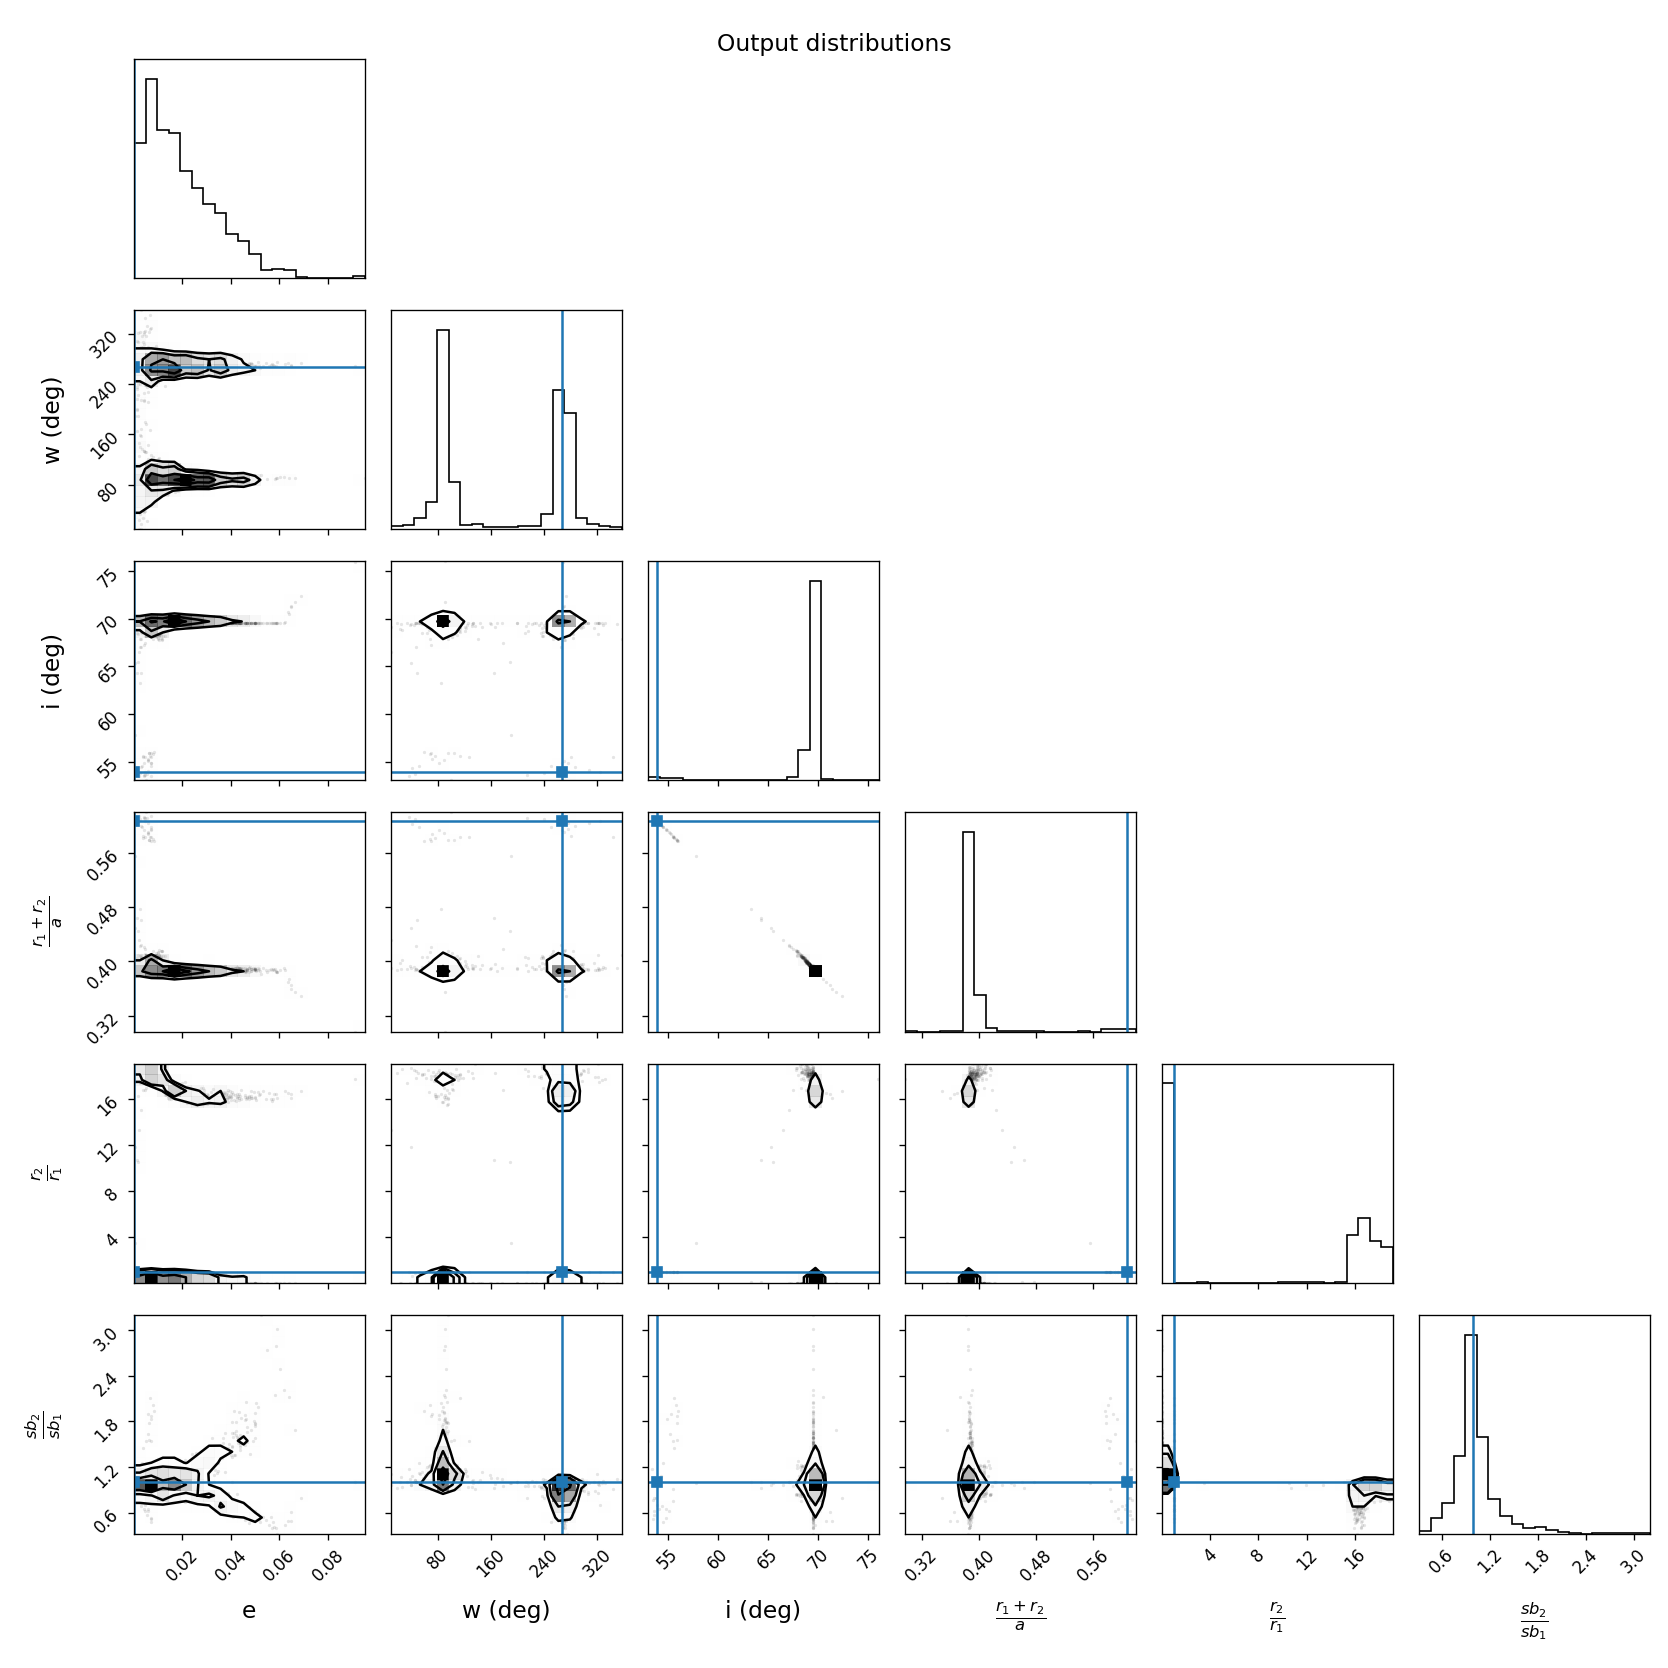 Output distributions
w (deg)
320
240
160
80
i (deg)
75
70
65
60
55
r₁ + r₂
a
0.56
0.48
0.40
0.32
r₂
r₁
16
12
8
4
sb₂
sb₁
3.0
2.4
1.8
1.2
0.6
0.02 0.04 0.06 0.08 80 160 240 320 55 60 65 70 75 0.32 0.40 0.48 0.56 4 8 12 16 0.6 1.2 1.8 2.4 3.0
e w (deg) i (deg)
r₁ + r₂
a
r₂
r₁
sb₂
sb₁